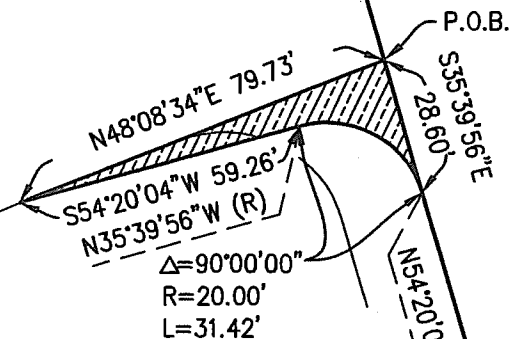 P.O.B.
N48°08'34"E 79.73'
S35°39'56"E
28.60'
S54°20'04"W 59.26'
N35°39'56"W (R)
Δ=90°00'00"
R=20.00'
L=31.42'